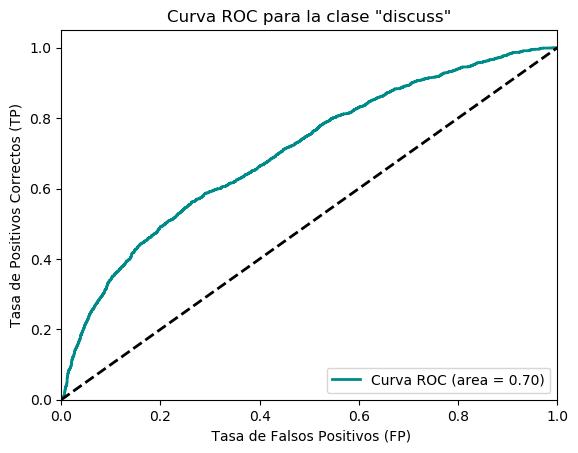 Curva ROC para la clase "discuss"
Tasa de Positivos Correctos (TP)
1.0
0.8
0.6
0.4
0.2
0.0
0.0 0.2 0.4 0.6 0.8 1.0
Curva ROC (area = 0.70)
Tasa de Falsos Positivos (FP)